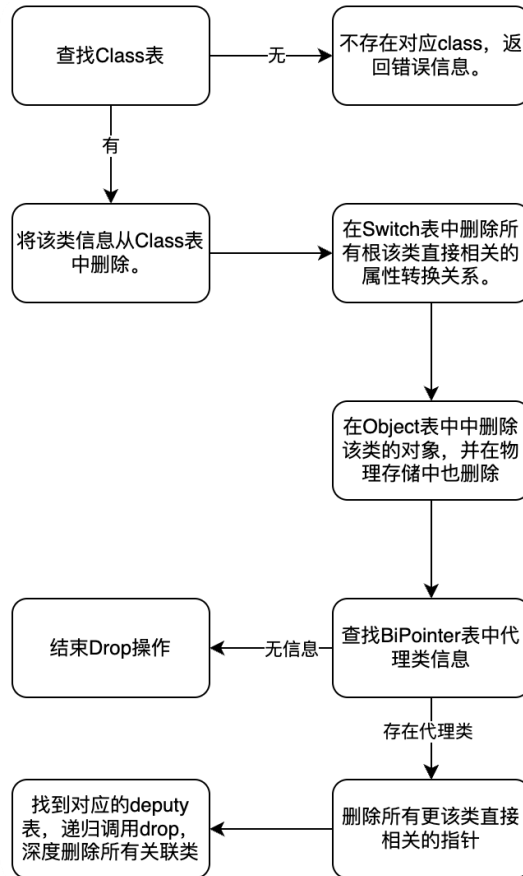 查找Class表
无
不存在对应class，返
回错误信息。
有
将该类信息从Class表
中删除。
在Switch表中删除所
有根该类直接相关的
属性转换关系。
在Object表中中删除
该类的对象，并在物
理存储中也删除
结束Drop操作
无信息
查找BiPointer表中代
理类信息
存在代理类
找到对应的deputy
表，递归调用drop，
深度删除所有关联类
删除所有更该类直接
相关的指针